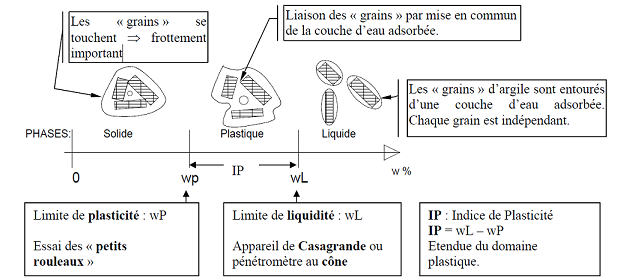 Les « grains » se
touchent ⇒ frottement
important
Liaison des « grains » par mise en commun
de la couche d'eau adsorbée.
Les « grains » d'argile sont entourés
d'une couche d'eau adsorbée.
Chaque grain est indépendant.
PHASES: Solide Plastique Liquide
IP
0 wp wL w %
Limite de plasticité : wP
Essai des « petits
rouleaux »
Limite de liquidité : wL
Appareil de Casagrande ou
pénétromètre au cône
IP : Indice de Plasticité
IP = wL – wP
Etendue du domaine
plastique.